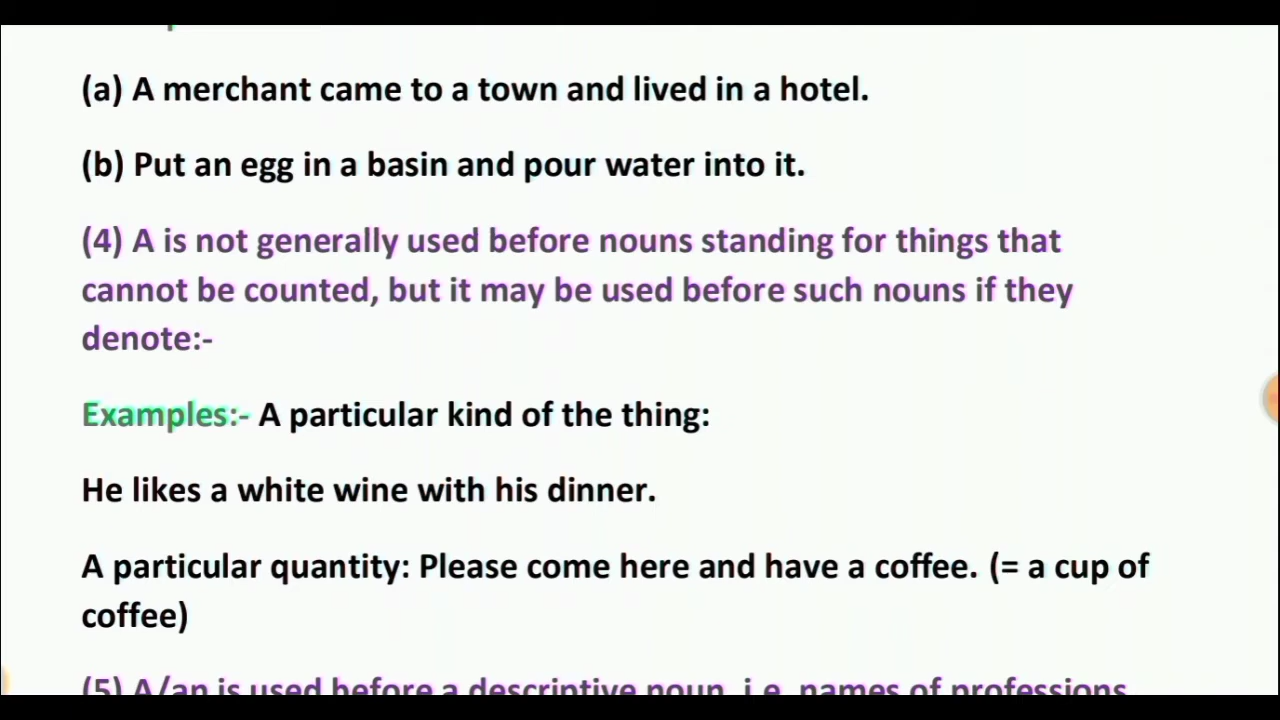 (a) A merchant came to a town and lived in a hotel.
(b) Put an egg in a basin and pour water into it.
(4) A is not generally used before nouns standing for things that
cannot be counted, but it may be used before such nouns if they
denote:-
Examples:- A particular kind of the thing:
He likes a white wine with his dinner.
A particular quantity: Please come here and have a coffee. (= a cup of
coffee)
(5) A/an is used before a descriptive noun, i.e. names of professions